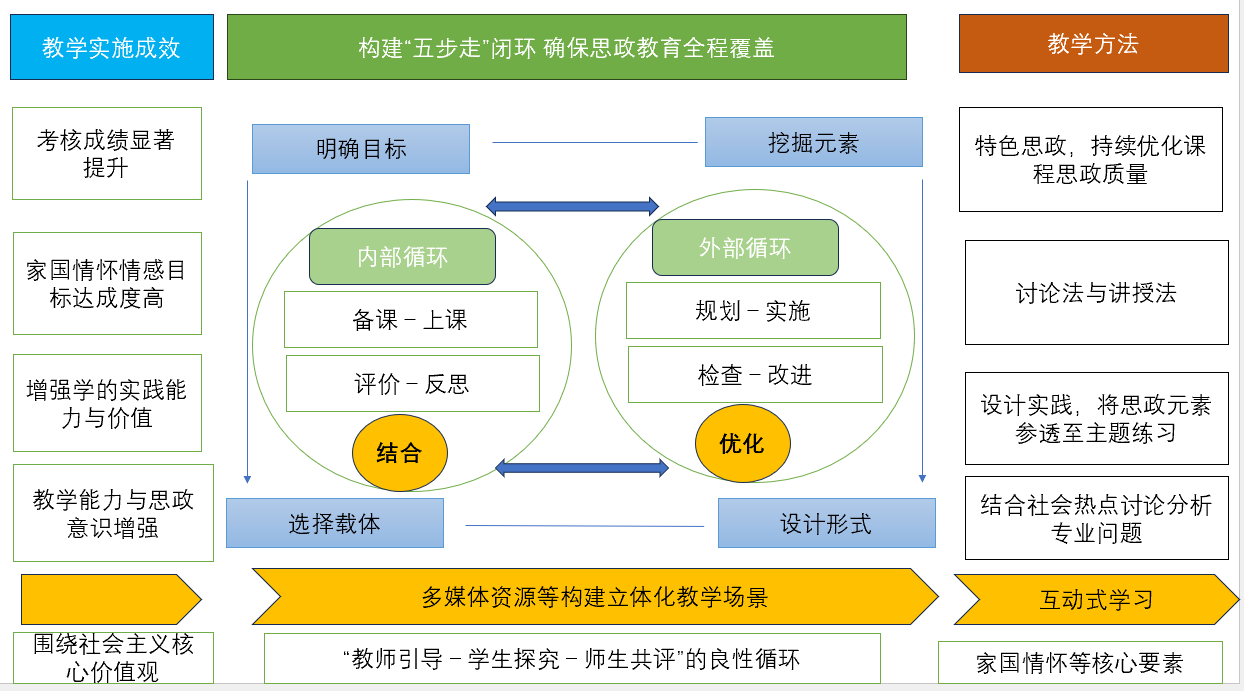 教学实施成效
构建“五步走”闭环 确保思政教育全程覆盖
教学方法
考核成绩显著
提升
家国情怀情感目
标达成度高
增强学的实践能
力与价值
教学能力与思政
意识增强
围绕社会主义核
心价值观
明确目标
挖掘元素
内部循环
备课－上课
评价－反思
结合
外部循环
规划－实施
检查－改进
优化
选择载体
设计形式
多媒体资源等构建立体化教学场景
“教师引导－学生探究－师生共评”的良性循环
特色思政，持续优化课
程思政质量
讨论法与讲授法
设计实践，将思政元素
参透至主题练习
结合社会热点讨论分析
专业问题
互动式学习
家国情怀等核心要素